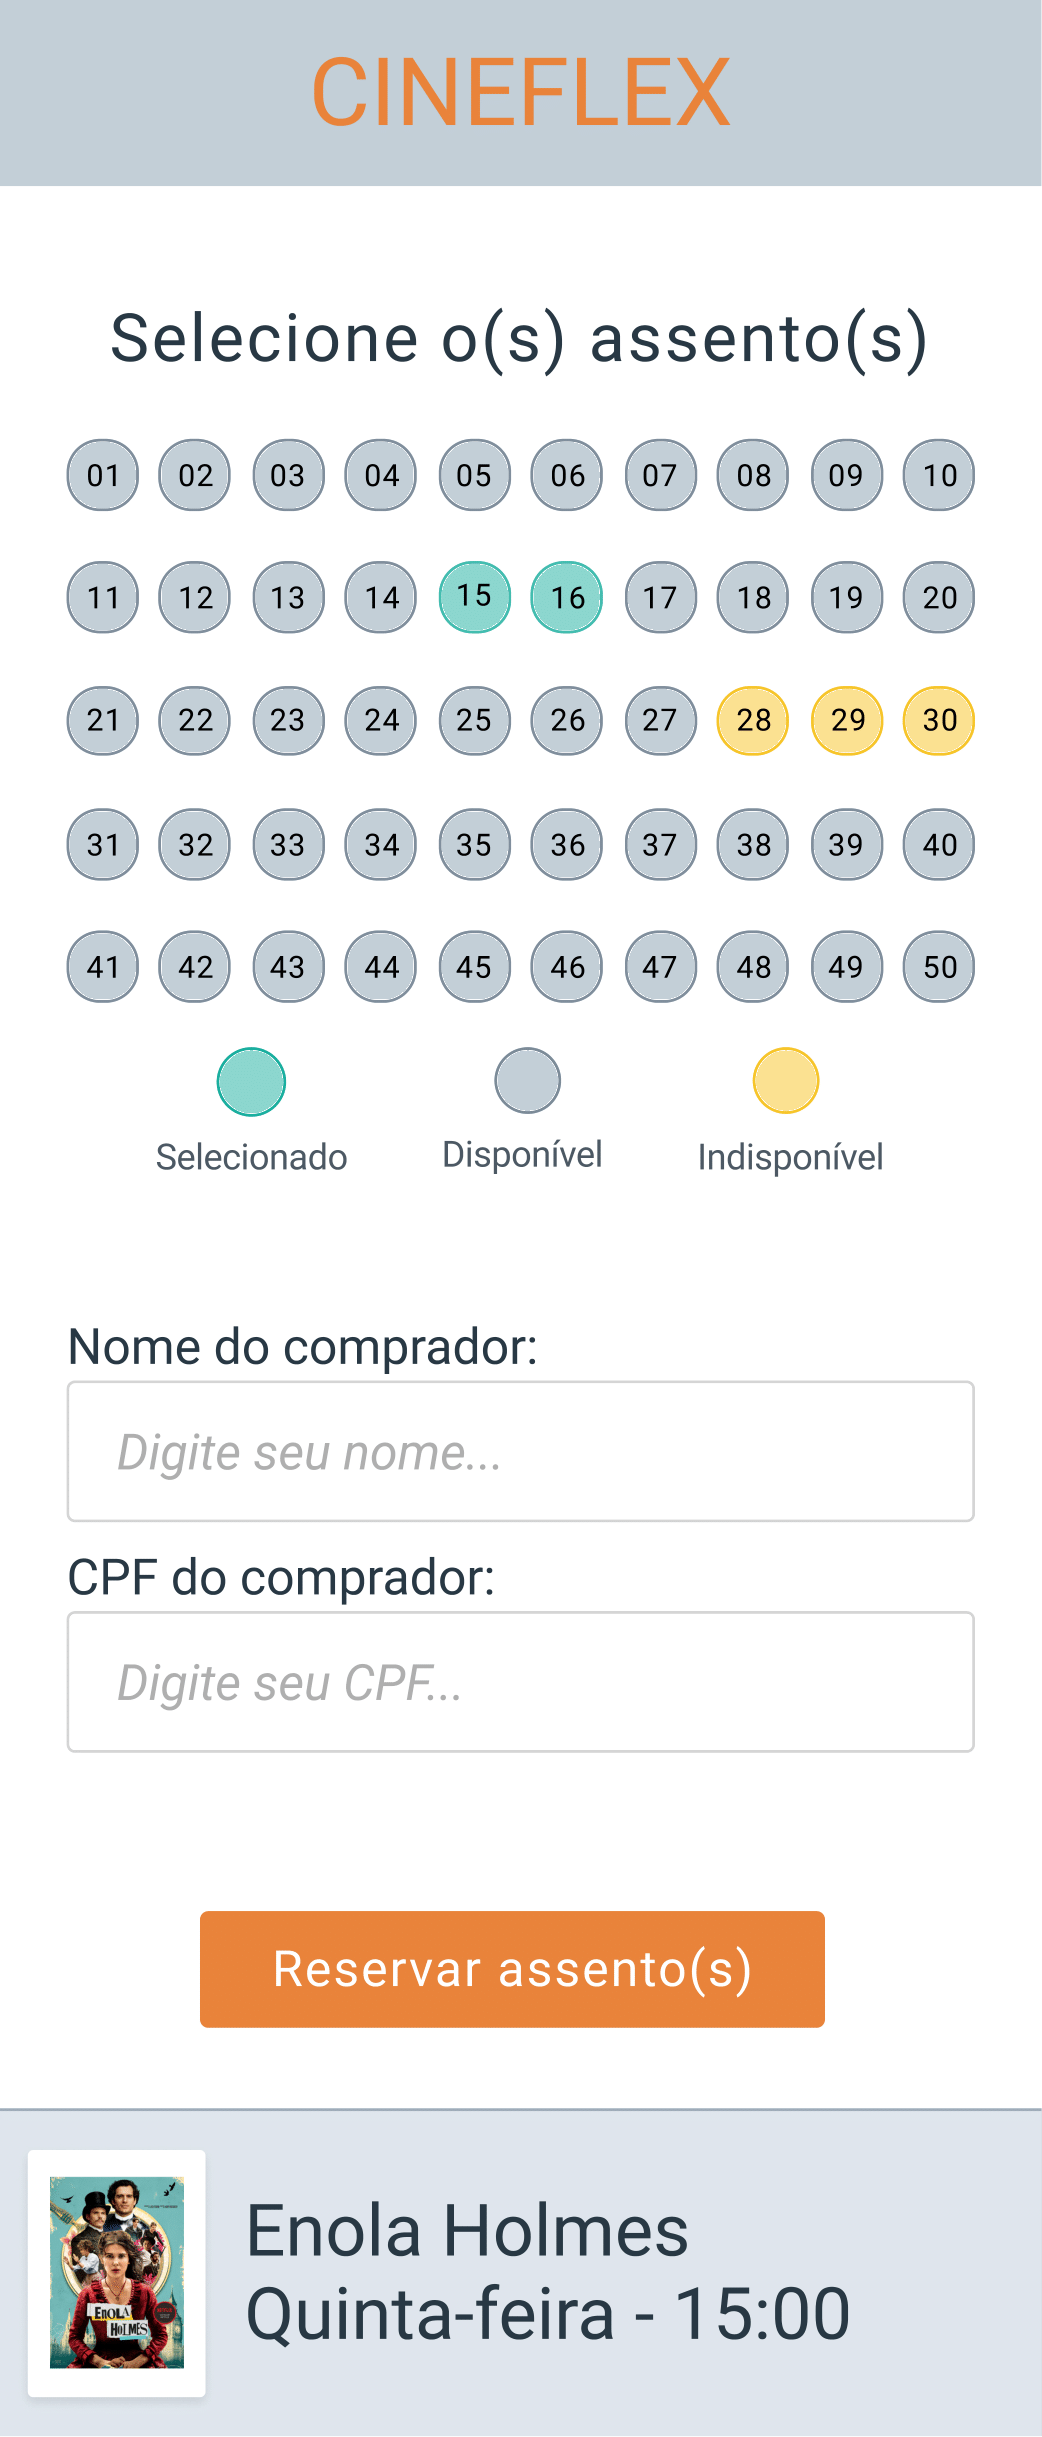 CINEFLEX
Selecione o(s) assento(s)
01 02 03 04 05 06 07 08 09 10
11 12 13 14 15 16 17 18 19 20
21 22 23 24 25 26 27 28 29 30
31 32 33 34 35 36 37 38 39 40
41 42 43 44 45 46 47 48 49 50
Selecionado Disponível Indisponível
Nome do comprador:
Digite seu nome...
CPF do comprador:
Digite seu CPF...
Reservar assento(s)
ENOLA
HOLMES
Enola Holmes
Quinta-feira - 15:00